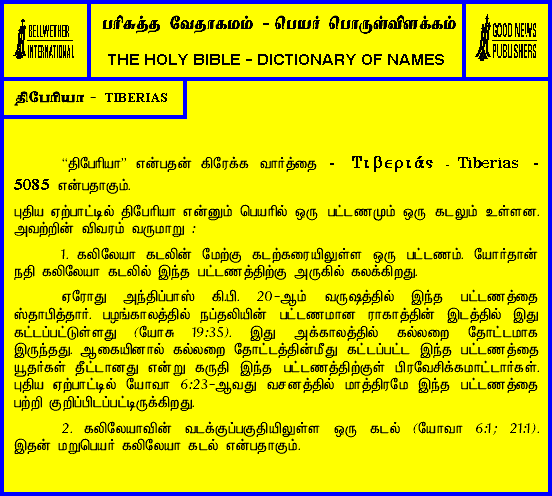 BELLWETHER
INTERNATIONAL
பரிசுத்த வேதாகமம் - பெயர் பொருள்விளக்கம்
THE HOLY BIBLE - DICTIONARY OF NAMES
GOOD NEWS
PUBLISHERS
திபேரியா - TIBERIAS
“திபேரியா” என்பதன் கிரேக்க வார்த்தை - Τιβεριάς - Tiberias -
5085 என்பதாகும்.
புதிய ஏற்பாட்டில் திபேரியா என்னும் பெயரில் ஒரு பட்டணமும் ஒரு கடலும் உள்ளன.
அவற்றின் விவரம் வருமாறு :
1. கலிலேயா கடலின் மேற்கு கடற்கரையிலுள்ள ஒரு பட்டணம். யோர்தான்
நதி கலிலேயா கடலில் இந்த பட்டணத்திற்கு அருகில் கலக்கிறது.
ஏரோது அந்திப்பாஸ் கி.பி. 20-ஆம் வருஷத்தில் இந்த பட்டணத்தை
ஸ்தாபித்தார். பழங்காலத்தில் நப்தலியின் பட்டணமான ராகாத்தின் இடத்தில் இது
கட்டப்பட்டுள்ளது (யோசு 19:35). இது அக்காலத்தில் கல்லறை தோட்டமாக
இருந்தது. ஆகையினால் கல்லறை தோட்டத்தின்மீது கட்டப்பட்ட இந்த பட்டணத்தை
யூதர்கள் தீட்டானது என்று கருதி இந்த பட்டணத்திற்குள் பிரவேசிக்கமாட்டார்கள்.
புதிய ஏற்பாட்டில் யோவா 6:23-ஆவது வசனத்தில் மாத்திரமே இந்த பட்டணத்தை
பற்றி குறிப்பிடப்பட்டிருக்கிறது.
2. கலிலேயாவின் வடக்குப்பகுதியிலுள்ள ஒரு கடல் (யோவா 6:1; 21:1).
இதன் மறுபெயர் கலிலேயா கடல் என்பதாகும்.